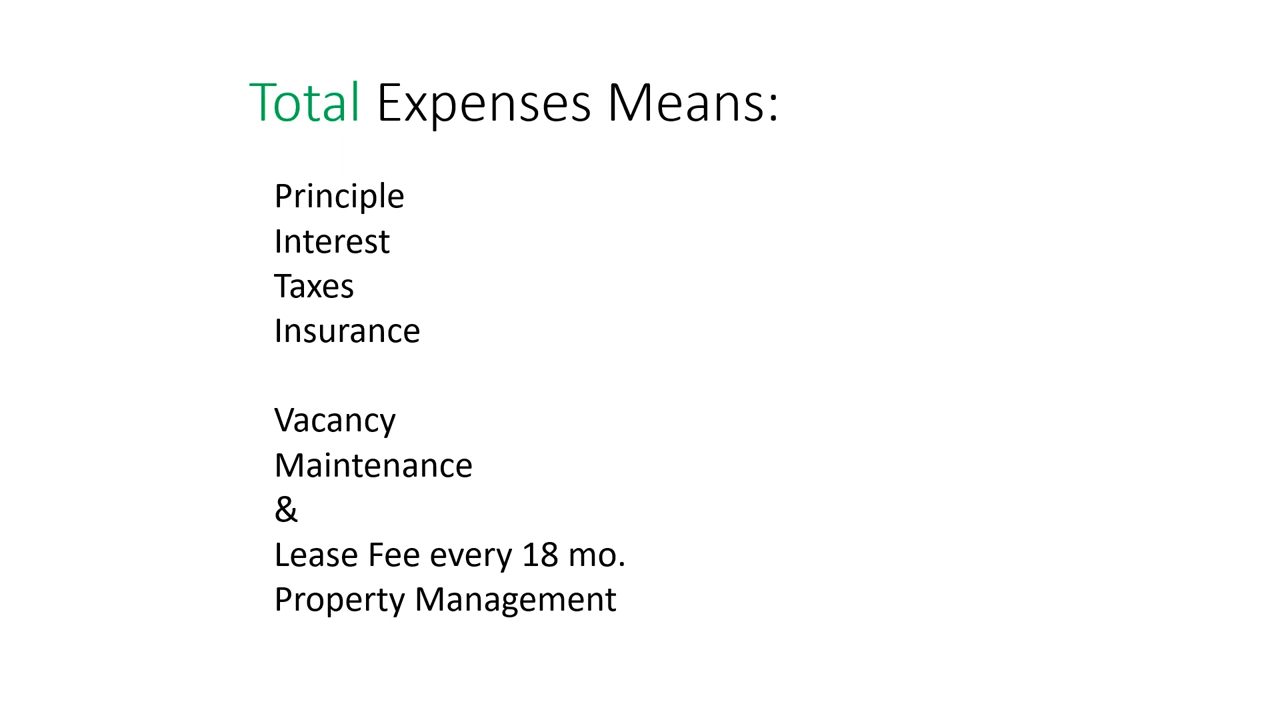 Total Expenses Means:
Principle
Interest
Taxes
Insurance
Vacancy
Maintenance
&
Lease Fee every 18 mo.
Property Management